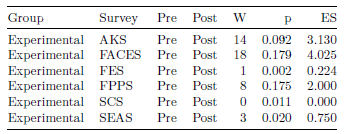 Group Survey Pre Post W p ES
Experimental AKS Pre Post 14 0.092 3.130
Experimental FACES Pre Post 18 0.179 4.025
Experimental FES Pre Post 1 0.002 0.224
Experimental FPPS Pre Post 8 0.175 2.000
Experimental SCS Pre Post 0 0.011 0.000
Experimental SEAS Pre Post 3 0.020 0.750